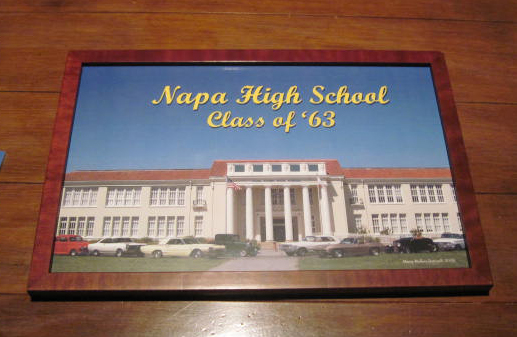 Napa High School
Class of '63